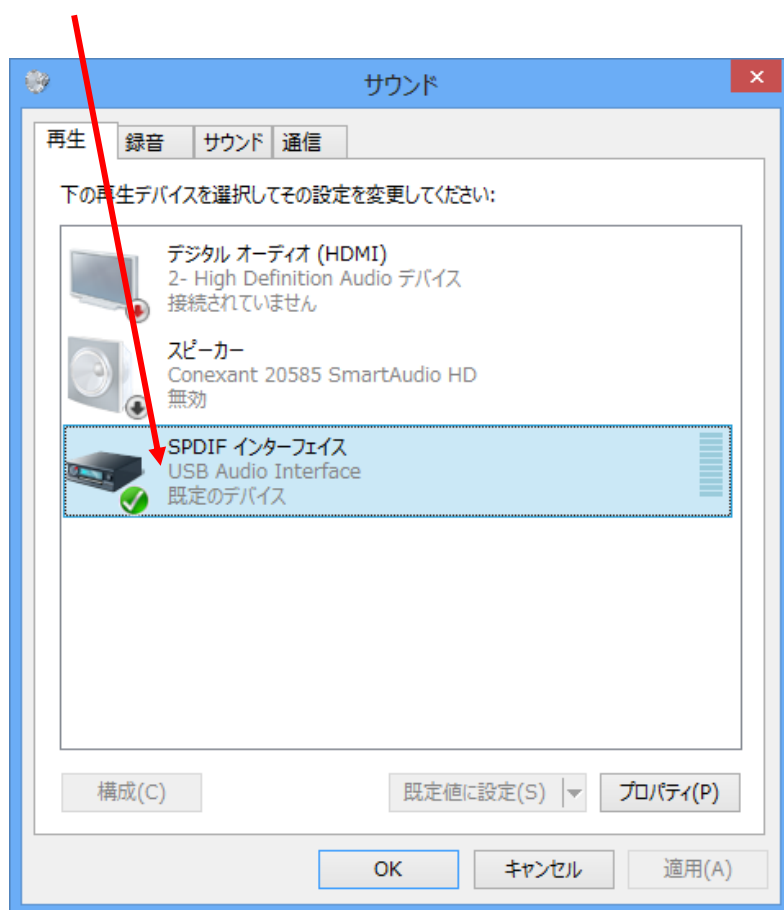 サウンド
再生 録音 サウンド 通信
下の再生デバイスを選択してその設定を変更してください:
デジタル オーディオ (HDMI)
2- High Definition Audio デバイス
接続されていません
スピーカー
Conexant 20585 SmartAudio HD
無効
SPDIF インターフェイス
USB Audio Interface
既定のデバイス
構成(C) 既定値に設定(S) プロパティ(P)
OK キャンセル 適用(A)